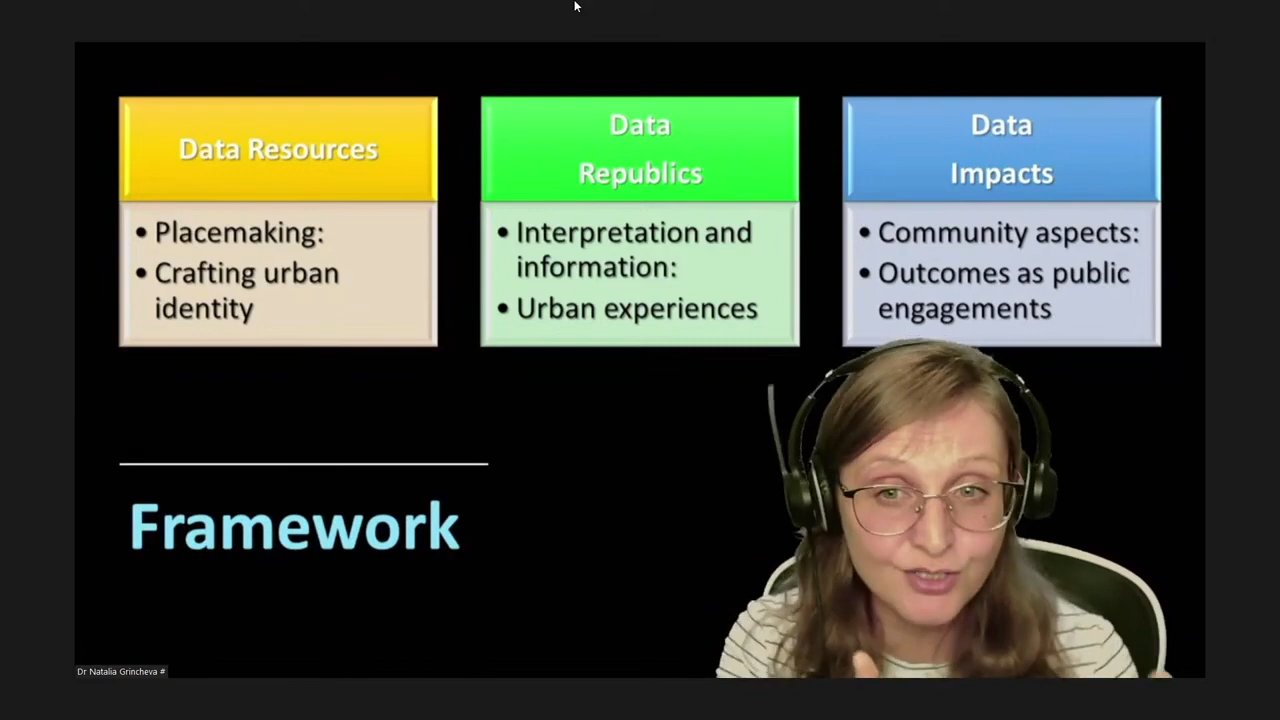 Data Resources
• Placemaking:
• Crafting urban
identity
Data
Republics
• Interpretation and
information:
• Urban experiences
Data
Impacts
• Community aspects:
• Outcomes as public
engagements
Framework
Dr Natalia Grincheva #